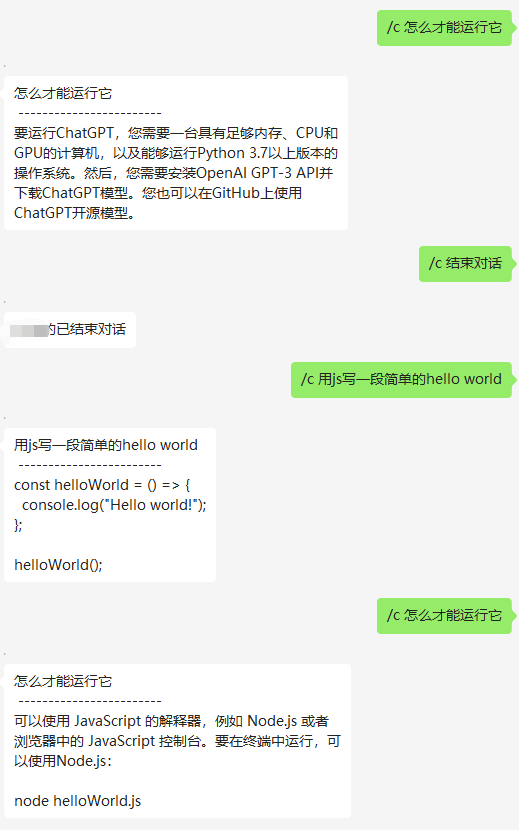 /c 怎么才能运行它
怎么才能运行它
------------------------
要运行ChatGPT，您需要一台具有足够内存、CPU和
GPU的计算机，以及能够运行Python 3.7以上版本的
操作系统。然后，您需要安装OpenAI GPT-3 API并
下载ChatGPT模型。您也可以在GitHub上使用
ChatGPT开源模型。
/c 结束对话
的已结束对话
/c 用js写一段简单的hello world
用js写一段简单的hello world
------------------------
const helloWorld = () => {
  console.log("Hello world!");
};
helloWorld();
/c 怎么才能运行它
怎么才能运行它
------------------------
可以使用 JavaScript 的解释器，例如 Node.js 或者
浏览器中的 JavaScript 控制台。要在终端中运行，可
以使用Node.js：
node helloWorld.js